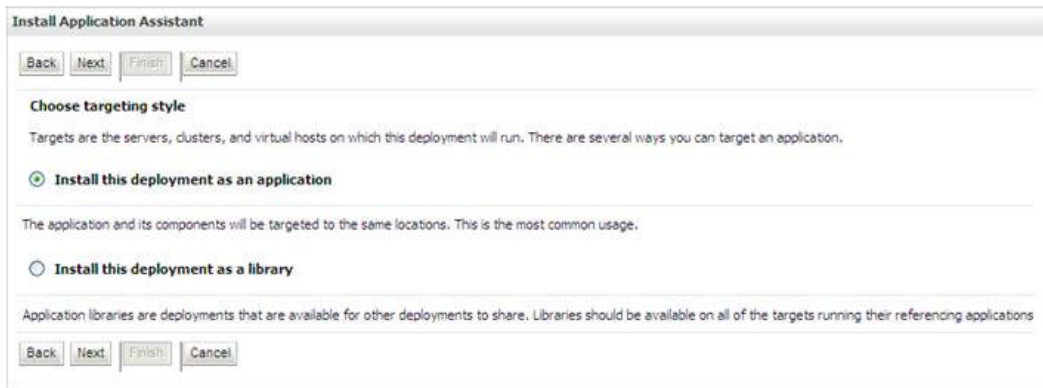 Install Application Assistant
Back Next Finish Cancel
Choose targeting style
Targets are the servers, clusters, and virtual hosts on which this deployment will run. There are several ways you can target an application.
Install this deployment as an application
The application and its components will be targeted to the same locations. This is the most common usage.
Install this deployment as a library
Application libraries are deployments that are available for other deployments to share. Libraries should be available on all of the targets running their referencing applications
Back Next Finish Cancel